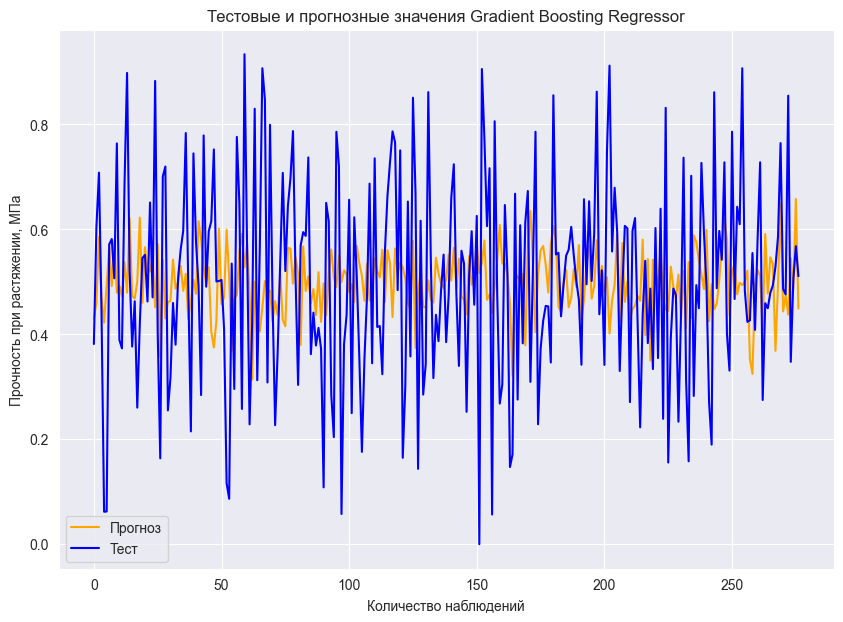 Тестовые и прогнозные значения Gradient Boosting Regressor
Прочность при растяжении, МПа
0.8
0.6
0.4
0.2
0.0
Прогноз
Тест
0 50 100 150 200 250
Количество наблюдений